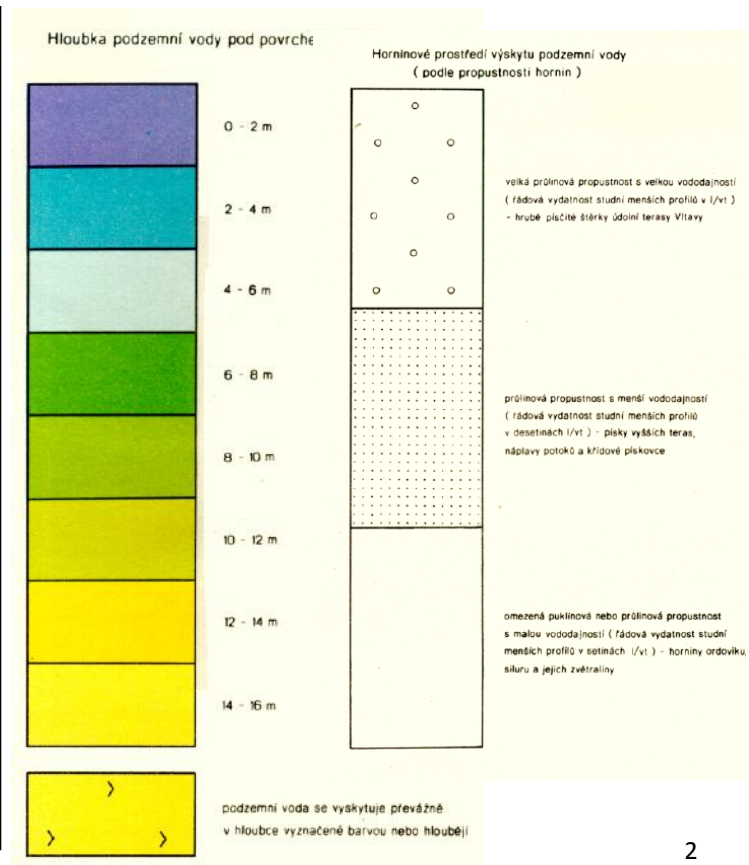 Hloubka podzemní vody pod povrche
0 - 2 m
2 - 4 m
4 - 6 m
6 - 8 m
8 - 10 m
10 - 12 m
12 - 14 m
14 - 16 m
podzemní voda se vyskytuje převážně
v hloubce vyznačené barvou nebo hlouběji
Horninové prostředí výskytu podzemní vody
( podle propustnosti hornin )
velká průlinová propustnost s velkou vododajností
( řádová vydatnost studní menších profilů v l/vt )
- hrubé písčité štěrky údolní terasy Vltavy
průlinová propustnost s menší vododajností
( řádová vydatnost studní menších profilů
v desetinách l/vt ) - písky vyšších teras,
náplavy potoků a křídové pískovce
omezená puklinová nebo průlinová propustnost
s malou vododajností ( řádová vydatnost studní
menších profilů v setinách l/vt ) - horniny ordoviku,
siluru a jejich zvětraliny
2